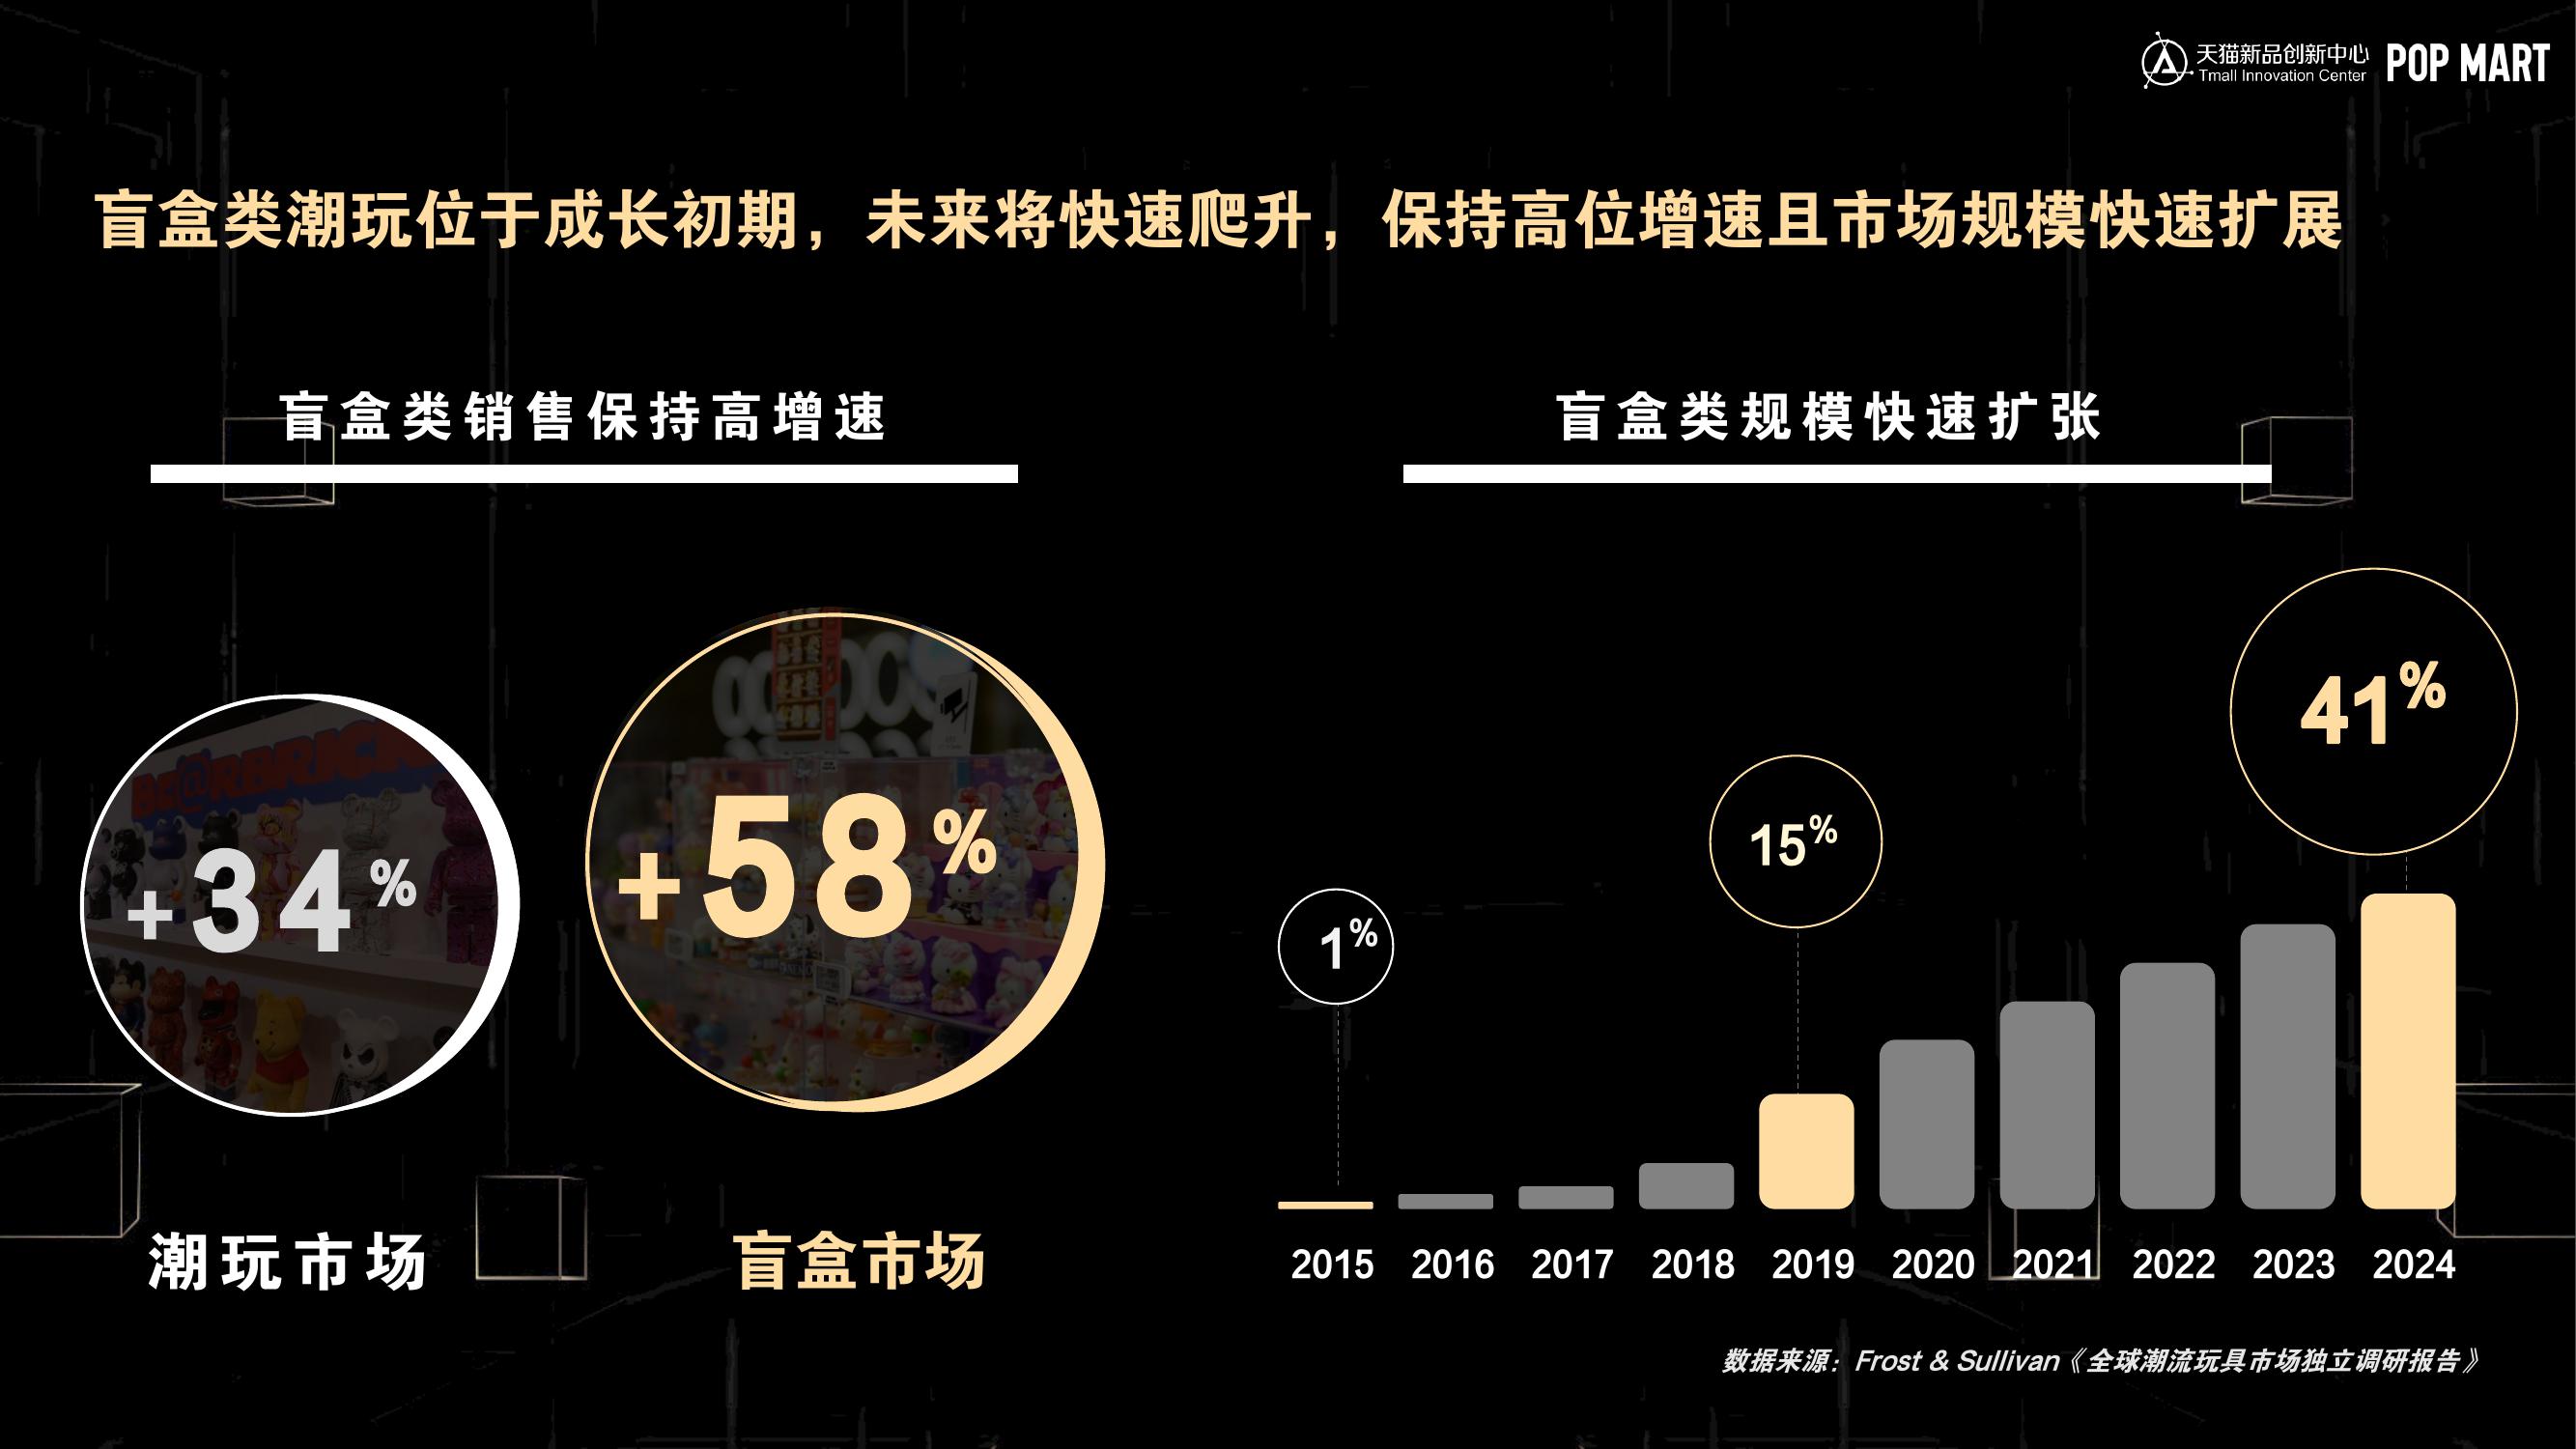 天猫新品创新中心
Tmall Innovation Center
POP MART
盲盒类潮玩位于成长初期，未来将快速爬升，保持高位增速且市场规模快速扩展
盲盒类销售保持高增速
BE@RBRICK
+34%
潮玩市场
+58%
盲盒市场
盲盒类规模快速扩张
1%
15%
41%
2015 2016 2017 2018 2019 2020 2021 2022 2023 2024
数据来源：Frost & Sullivan《全球潮流玩具市场独立调研报告》